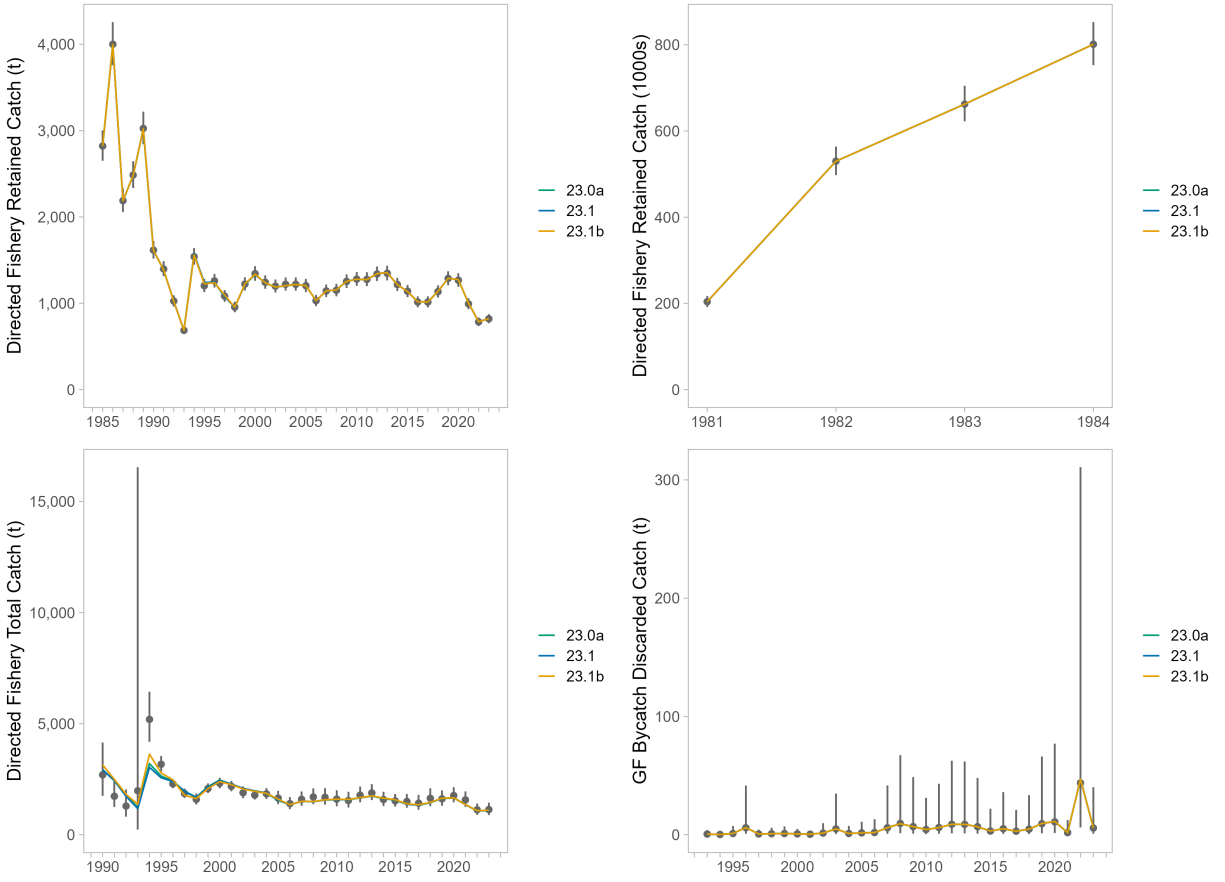 Directed Fishery Retained Catch (t)
4,000
3,000
2,000
1,000
0
1985 1990 1995 2000 2005 2010 2015 2020
23.0a
23.1
23.1b
Directed Fishery Retained Catch (1000s)
800
600
400
200
0
1981 1982 1983 1984
23.0a
23.1
23.1b
Directed Fishery Total Catch (t)
15,000
10,000
5,000
0
1990 1995 2000 2005 2010 2015 2020
23.0a
23.1
23.1b
GF Bycatch Discarded Catch (t)
300
200
100
0
1995 2000 2005 2010 2015 2020
23.0a
23.1
23.1b